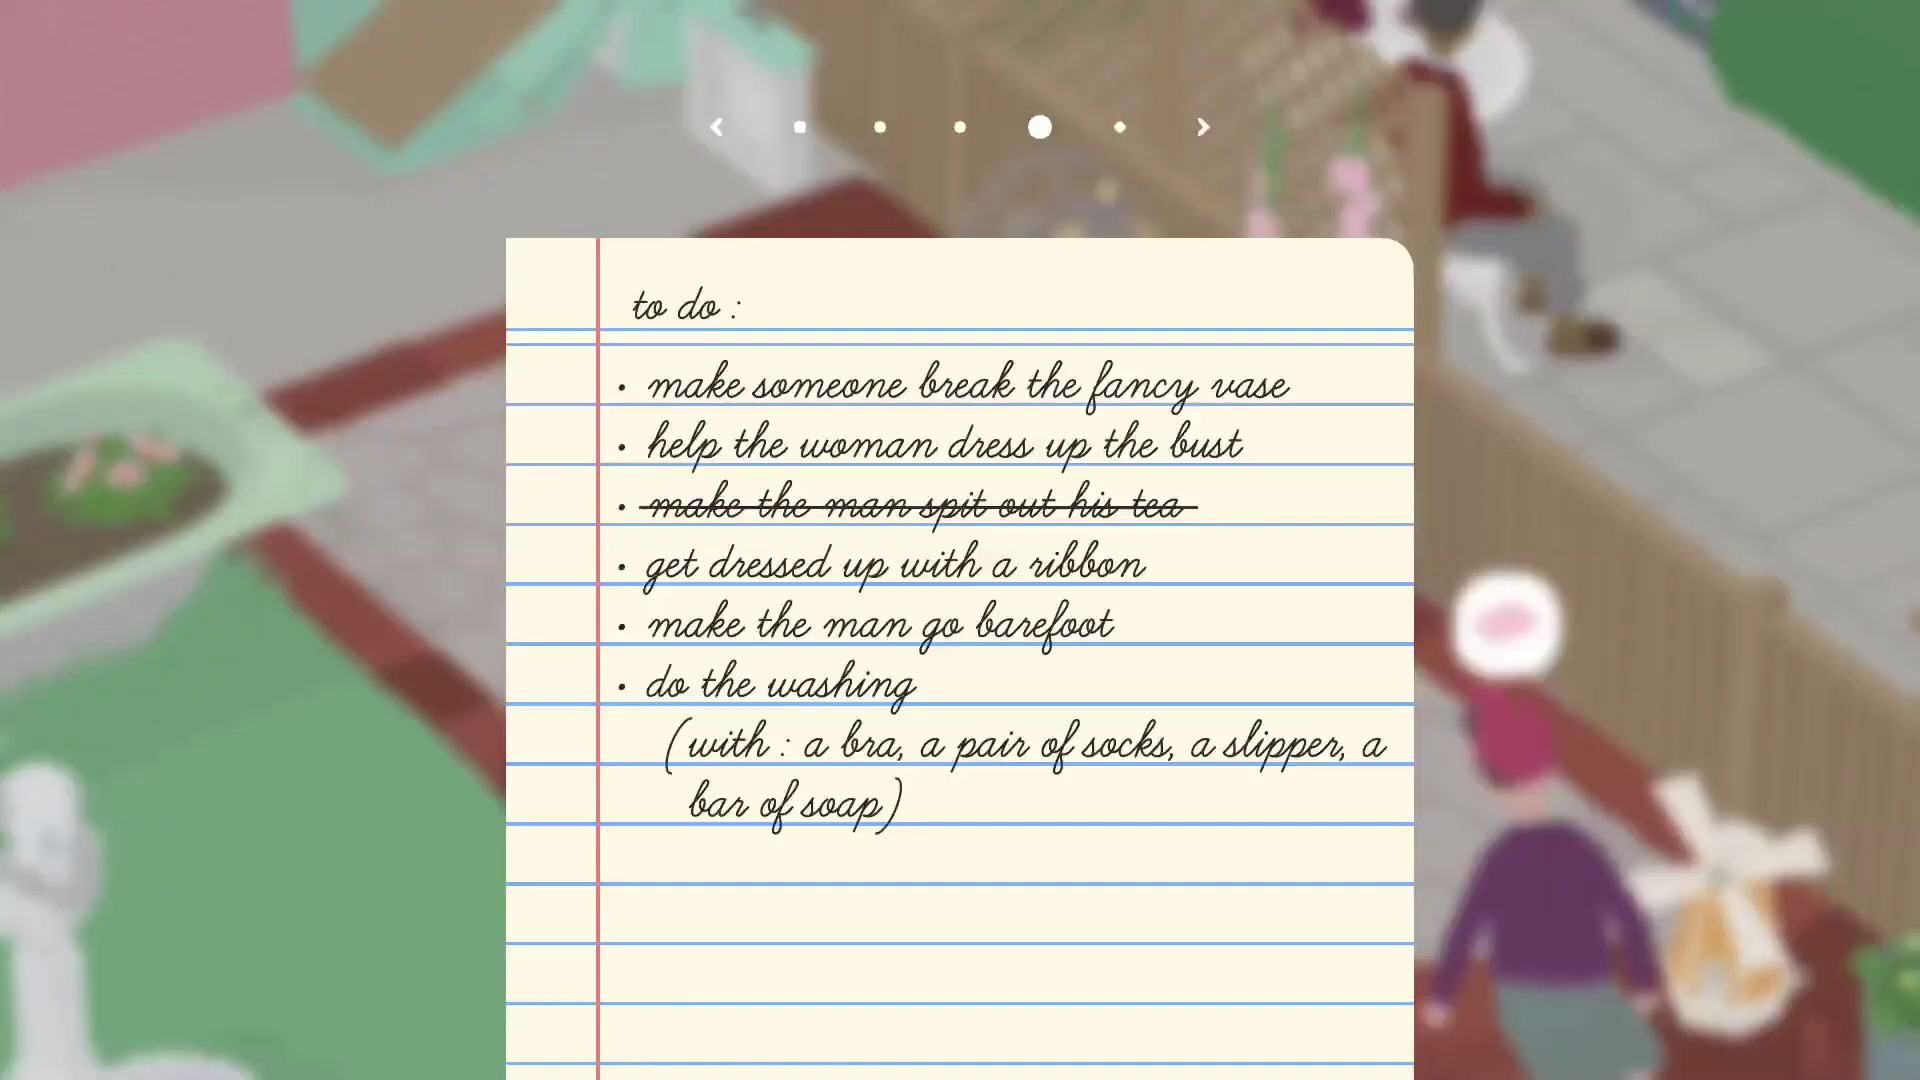 to do :
• make someone break the fancy vase
• help the woman dress up the bust
• make the man spit out his tea
• get dressed up with a ribbon
• make the man go barefoot
• do the washing
(with : a bra, a pair of socks, a slipper, a
bar of soap)